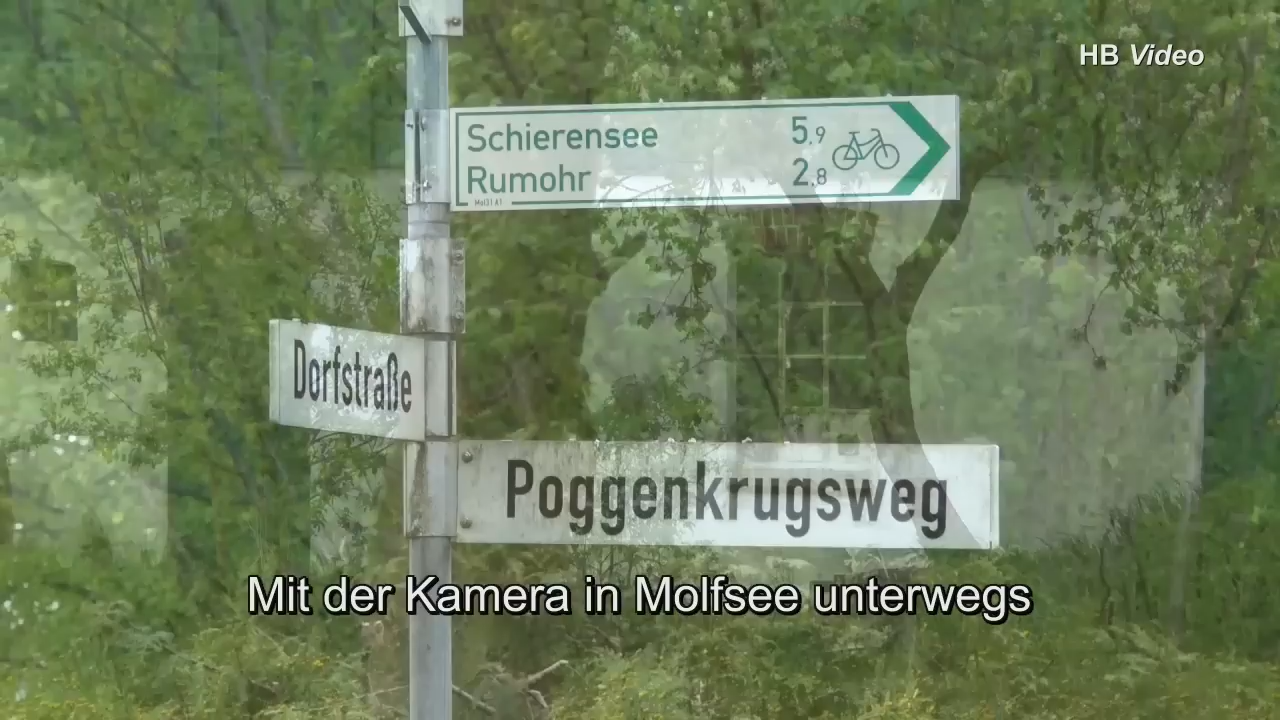 HB Video
Schierensee 5,9
Rumohr 2,8
Dorfstraße
Poggenkrugsweg
Mit der Kamera in Molfsee unterwegs